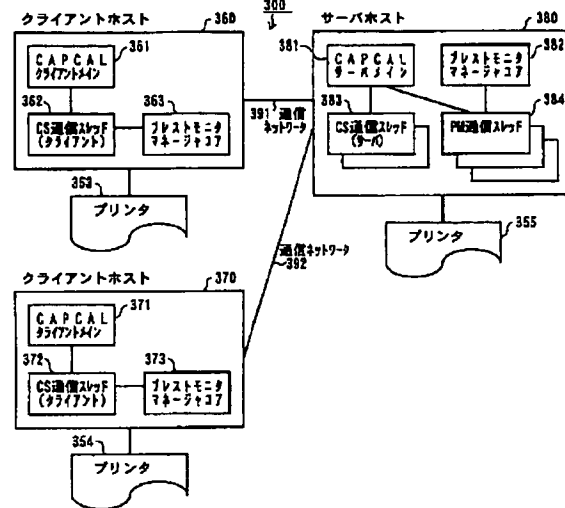 300
クライアントホスト
360
CAPCAL
クライアントメイン
361
362
363
CS通信スレッド
(クライアント)
プレストモニタ
マネージャコア
353
プリンタ
391 通信
ネットワーク
サーバホスト
380
381
382
CAPCAL
サーバメイン
プレストモニタ
マネージャコア
383
384
CS通信スレッド
(サーバ)
PM通信スレッド
プリンタ
355
通信ネットワーク
392
クライアントホスト
370
CAPCAL
クライアントメイン
371
372
373
CS通信スレッド
(クライアント)
プレストモニタ
マネージャコア
354
プリンタ